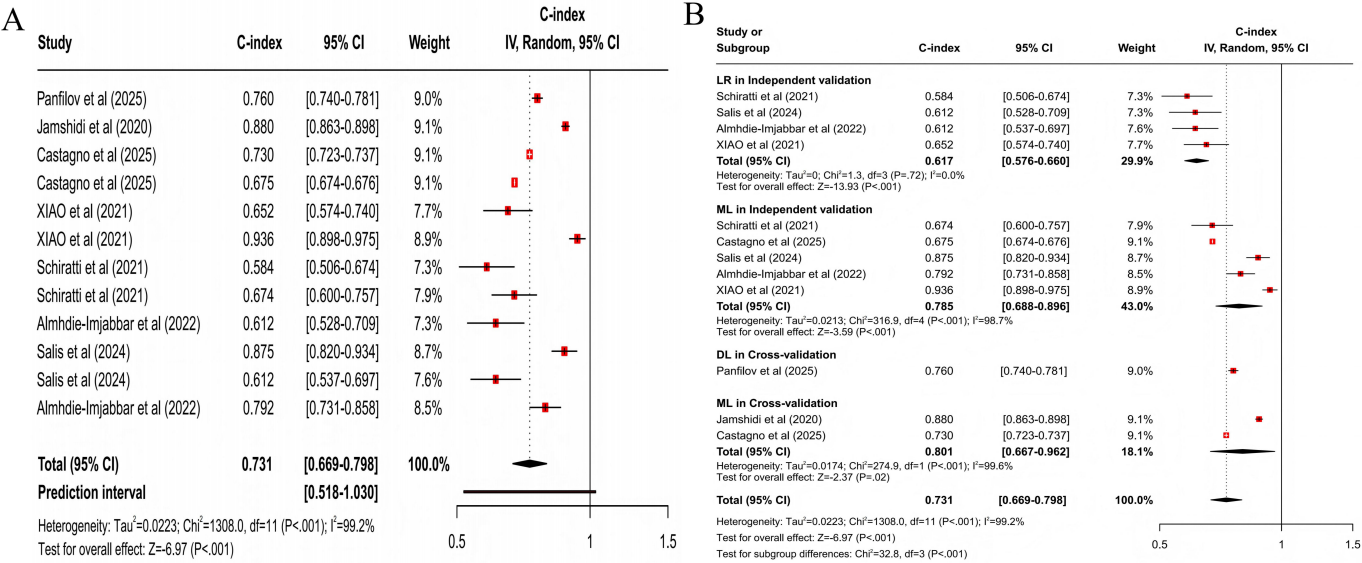 A
C-index
Study C-index 95% CI Weight IV, Random, 95% CI
Panfilov et al (2025) 0.760 [0.740-0.781] 9.0%
Jamshidi et al (2020) 0.880 [0.863-0.898] 9.1%
Castagno et al (2025) 0.730 [0.723-0.737] 9.1%
Castagno et al (2025) 0.675 [0.674-0.676] 9.1%
XIAO et al (2021) 0.652 [0.574-0.740] 7.7%
XIAO et al (2021) 0.936 [0.898-0.975] 8.9%
Schiratti et al (2021) 0.584 [0.506-0.674] 7.3%
Schiratti et al (2021) 0.674 [0.600-0.757] 7.9%
Almhdie-Imjabbar et al (2022) 0.612 [0.528-0.709] 7.3%
Salis et al (2024) 0.875 [0.820-0.934] 8.7%
Salis et al (2024) 0.612 [0.537-0.697] 7.6%
Almhdie-Imjabbar et al (2022) 0.792 [0.731-0.858] 8.5%
Total (95% CI) 0.731 [0.669-0.798] 100.0%
Prediction interval [0.518-1.030]
Heterogeneity: Tau²=0.0223; Chi²=1308.0, df=11 (P<.001); I²=99.2%
Test for overall effect: Z=-6.97 (P<.001)
0.5 1 1.5
B
Study or C-index
Subgroup C-index 95% CI Weight IV, Random, 95% CI
LR in Independent validation
Schiratti et al (2021) 0.584 [0.506-0.674] 7.3%
Salis et al (2024) 0.612 [0.528-0.709] 7.3%
Almhdie-Imjabbar et al (2022) 0.612 [0.537-0.697] 7.6%
XIAO et al (2021) 0.652 [0.574-0.740] 7.7%
Total (95% CI) 0.617 [0.576-0.660] 29.9%
Heterogeneity: Tau²=0; Chi²=1.3, df=3 (P=.72); I²=0.0%
Test for overall effect: Z=-13.93 (P<.001)
ML in Independent validation
Schiratti et al (2021) 0.674 [0.600-0.757] 7.9%
Castagno et al (2025) 0.675 [0.674-0.676] 9.1%
Salis et al (2024) 0.875 [0.820-0.934] 8.7%
Almhdie-Imjabbar et al (2022) 0.792 [0.731-0.858] 8.5%
XIAO et al (2021) 0.936 [0.898-0.975] 8.9%
Total (95% CI) 0.785 [0.688-0.896] 43.0%
Heterogeneity: Tau²=0.0213; Chi²=316.9, df=4 (P<.001); I²=98.7%
Test for overall effect: Z=-3.59 (P<.001)
DL in Cross-validation
Panfilov et al (2025) 0.760 [0.740-0.781] 9.0%
ML in Cross-validation
Jamshidi et al (2020) 0.880 [0.863-0.898] 9.1%
Castagno et al (2025) 0.730 [0.723-0.737] 9.1%
Total (95% CI) 0.801 [0.667-0.962] 18.1%
Heterogeneity: Tau²=0.0174; Chi²=274.9, df=1 (P<.001); I²=99.6%
Test for overall effect: Z=-2.37 (P=.02)
Total (95% CI) 0.731 [0.669-0.798] 100.0%
Heterogeneity: Tau²=0.0223; Chi²=1308.0, df=11 (P<.001); I²=99.2%
Test for overall effect: Z=-6.97 (P<.001)
Test for subgroup differences: Chi²=32.8, df=3 (P<.001)
0.5 1 1.5